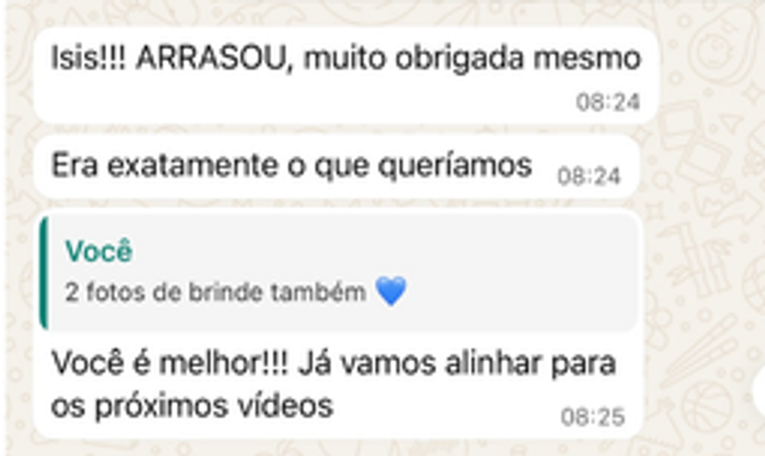 Isis!!! ARRASOU, muito obrigada mesmo
08:24
Era exatamente o que queríamos 08:24
Você
2 fotos de brinde também 💙
Você é melhor!!! Já vamos alinhar para
os próximos vídeos 08:25